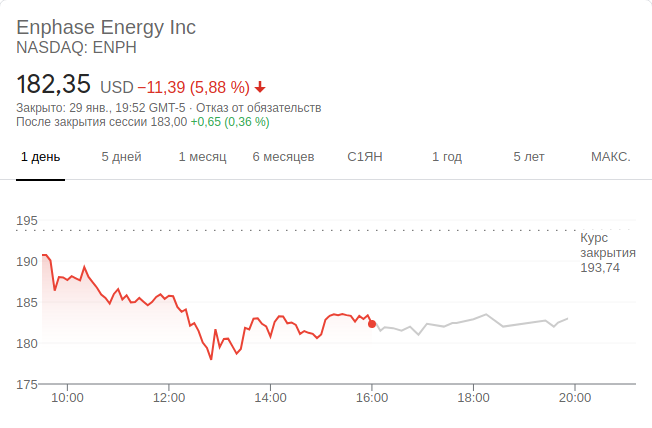 Enphase Energy Inc
NASDAQ: ENPH
182,35 USD −11,39 (5,88 %)
Закрыто: 29 янв., 19:52 GMT-5 · Отказ от обязательств
После закрытия сессии 183,00 +0,65 (0,36 %)
1 день 5 дней 1 месяц 6 месяцев С1ЯН 1 год 5 лет МАКС.
195
Курс
закрытия
193,74
190
185
180
175
10:00 12:00 14:00 16:00 18:00 20:00